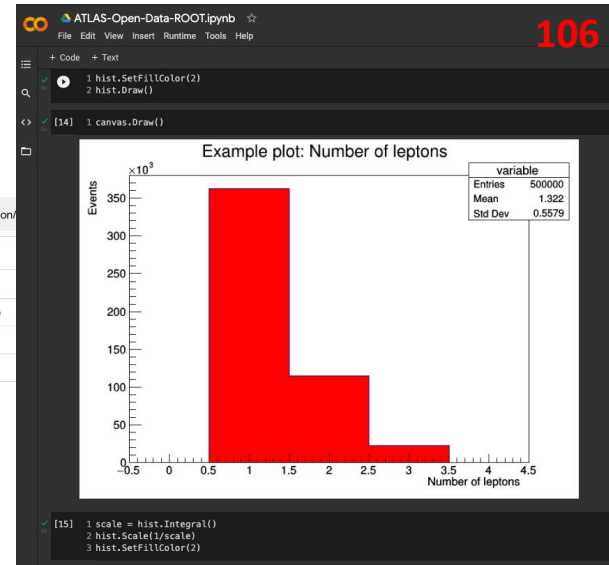 CO ATLAS-Open-Data-ROOT.ipynb
106
File Edit View Insert Runtime Tools Help
+ Code + Text
1 hist.SetFillColor(2)
2 hist.Draw()
[14] 1 canvas.Draw()
Example plot: Number of leptons
×10³
variable
Entries 500000
Mean 1.322
Std Dev 0.5579
Events
350
300
250
200
150
100
50
0
−0.5 0 0.5 1 1.5 2 2.5 3 3.5 4 4.5
Number of leptons
on/
[15] 1 scale = hist.Integral()
2 hist.Scale(1/scale)
3 hist.SetFillColor(2)